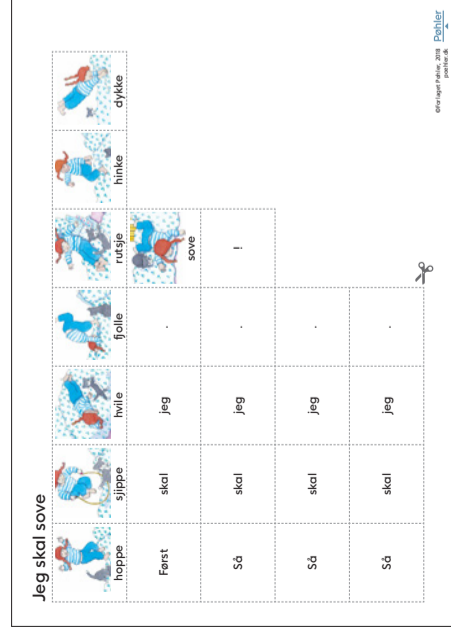 Jeg skal sove
hoppe sjippe hvile fjolle rutsje hinke dykke
Først skal jeg . sove
Så skal jeg . !
Så skal jeg .
Så skal jeg .
©Forlaget Pøhler, 2018 Pøhler
poehler.dk